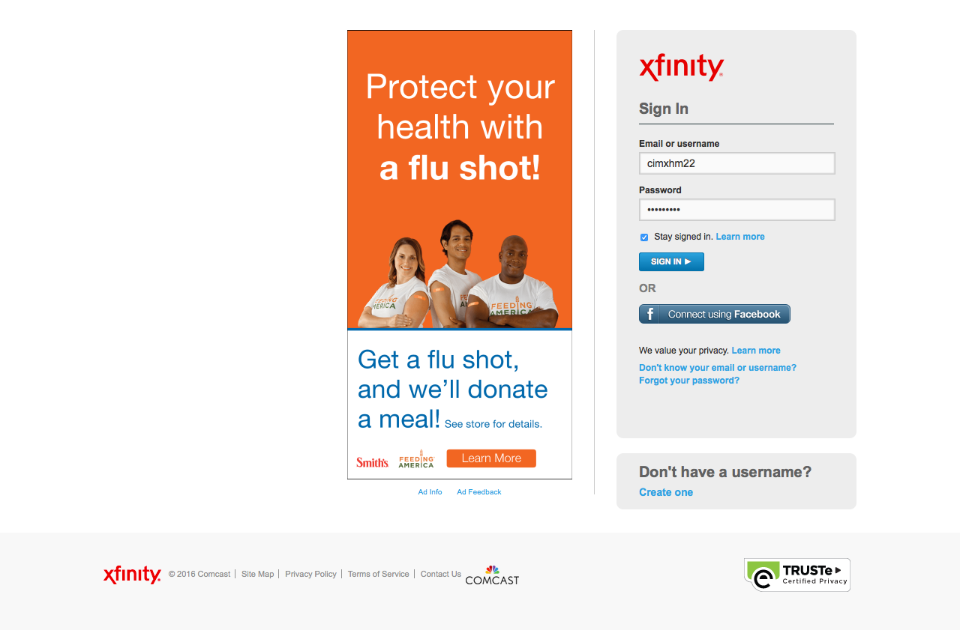 Protect your
health with
a flu shot!
FEEDING
AMERICA
FEEDING
AMERICA
Get a flu shot,
and we'll donate
a meal! See store for details.
Smith's
FEEDING
AMERICA
Learn More
Ad Info
Ad Feedback
xfinity
Sign In
Email or username
cimxhm22
Password
•••••••••
Stay signed in. Learn more
SIGN IN ▶
OR
f Connect using Facebook
We value your privacy. Learn more
Don't know your email or username?
Forgot your password?
Don't have a username?
Create one
xfinity © 2016 Comcast | Site Map | Privacy Policy | Terms of Service | Contact Us COMCAST
TRUSTe ▶
Certified Privacy